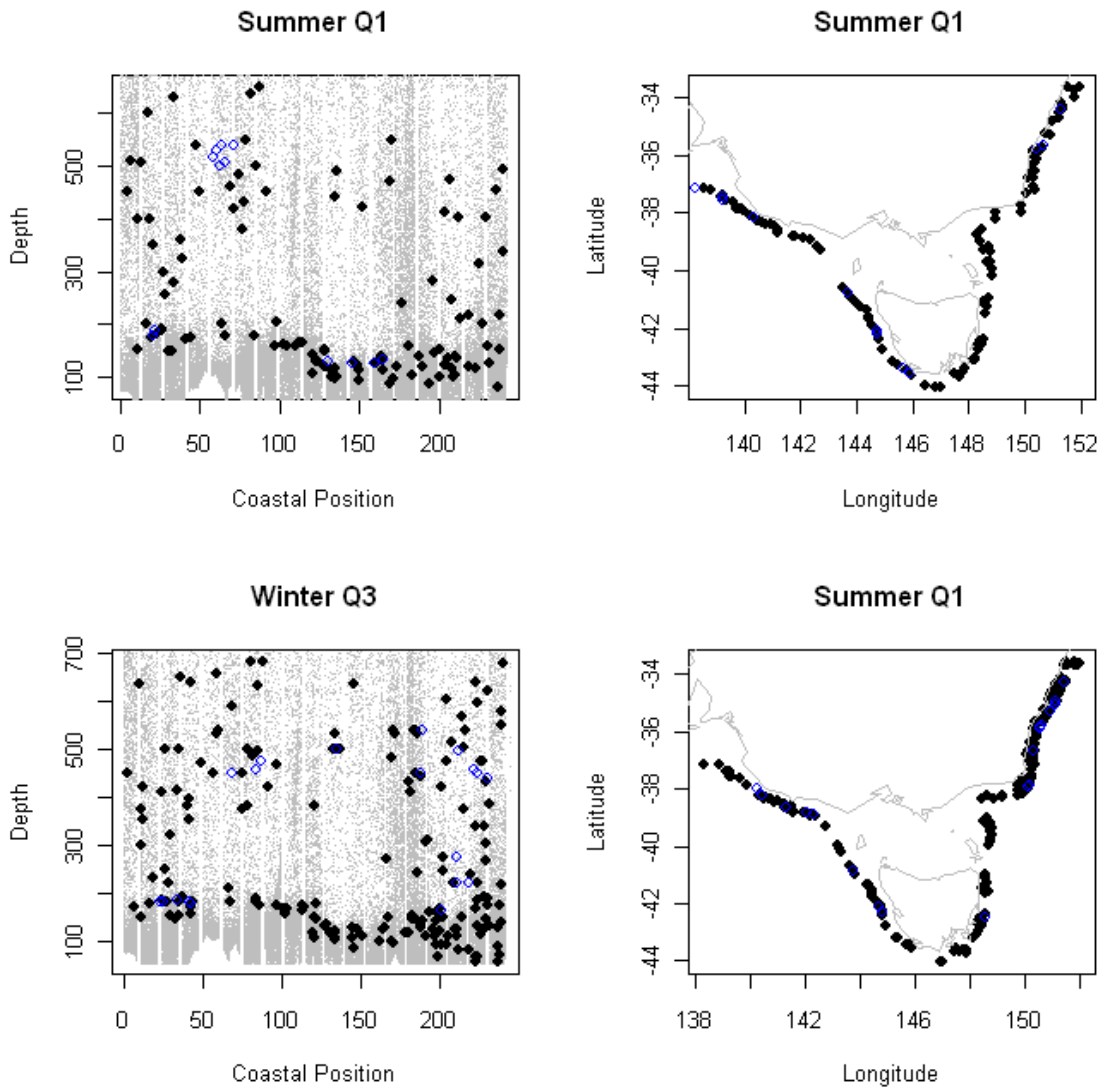 Summer Q1
Summer Q1
Depth
100 300 500
0 50 100 150 200
Coastal Position
Latitude
-44 -42 -40 -38 -36 -34
140 142 144 146 148 150 152
Longitude
Winter Q3
Summer Q1
Depth
100 300 500 700
0 50 100 150 200
Coastal Position
Latitude
-44 -42 -40 -38 -36 -34
138 142 146 150
Longitude